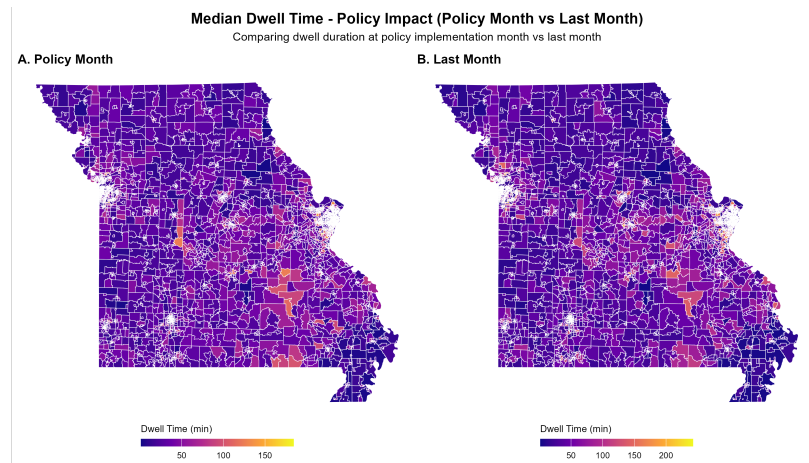 Median Dwell Time - Policy Impact (Policy Month vs Last Month)
Comparing dwell duration at policy implementation month vs last month
A. Policy Month
B. Last Month
Dwell Time (min)
50 100 150
Dwell Time (min)
50 100 150 200